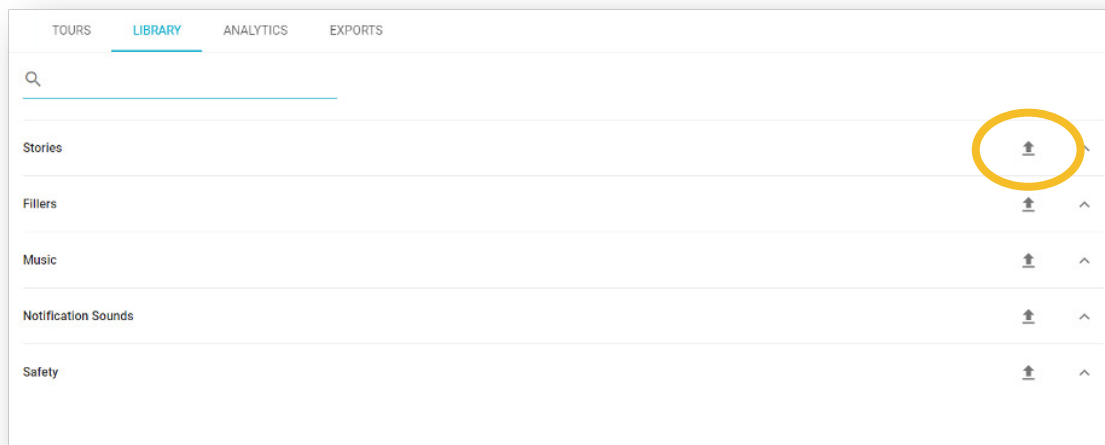 TOURS LIBRARY ANALYTICS EXPORTS
Stories
Fillers
Music
Notification Sounds
Safety